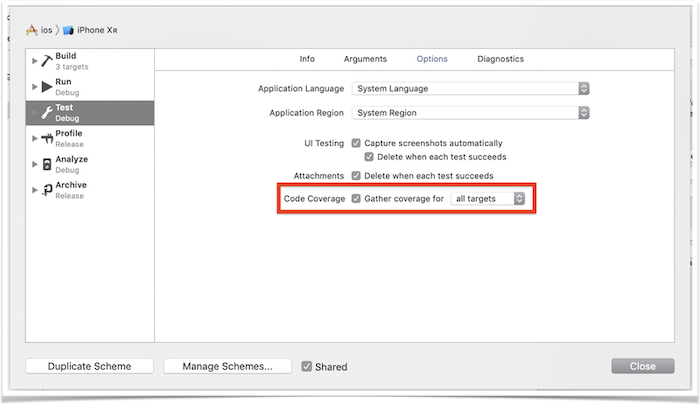 ios 〉 iPhone XR
Build
3 targets
Run
Debug
Test
Debug
Profile
Release
Analyze
Debug
Archive
Release
Info Arguments Options Diagnostics
Application Language System Language
Application Region System Region
UI Testing Capture screenshots automatically
Delete when each test succeeds
Attachments Delete when each test succeeds
Code Coverage Gather coverage for all targets
Duplicate Scheme Manage Schemes... Shared Close